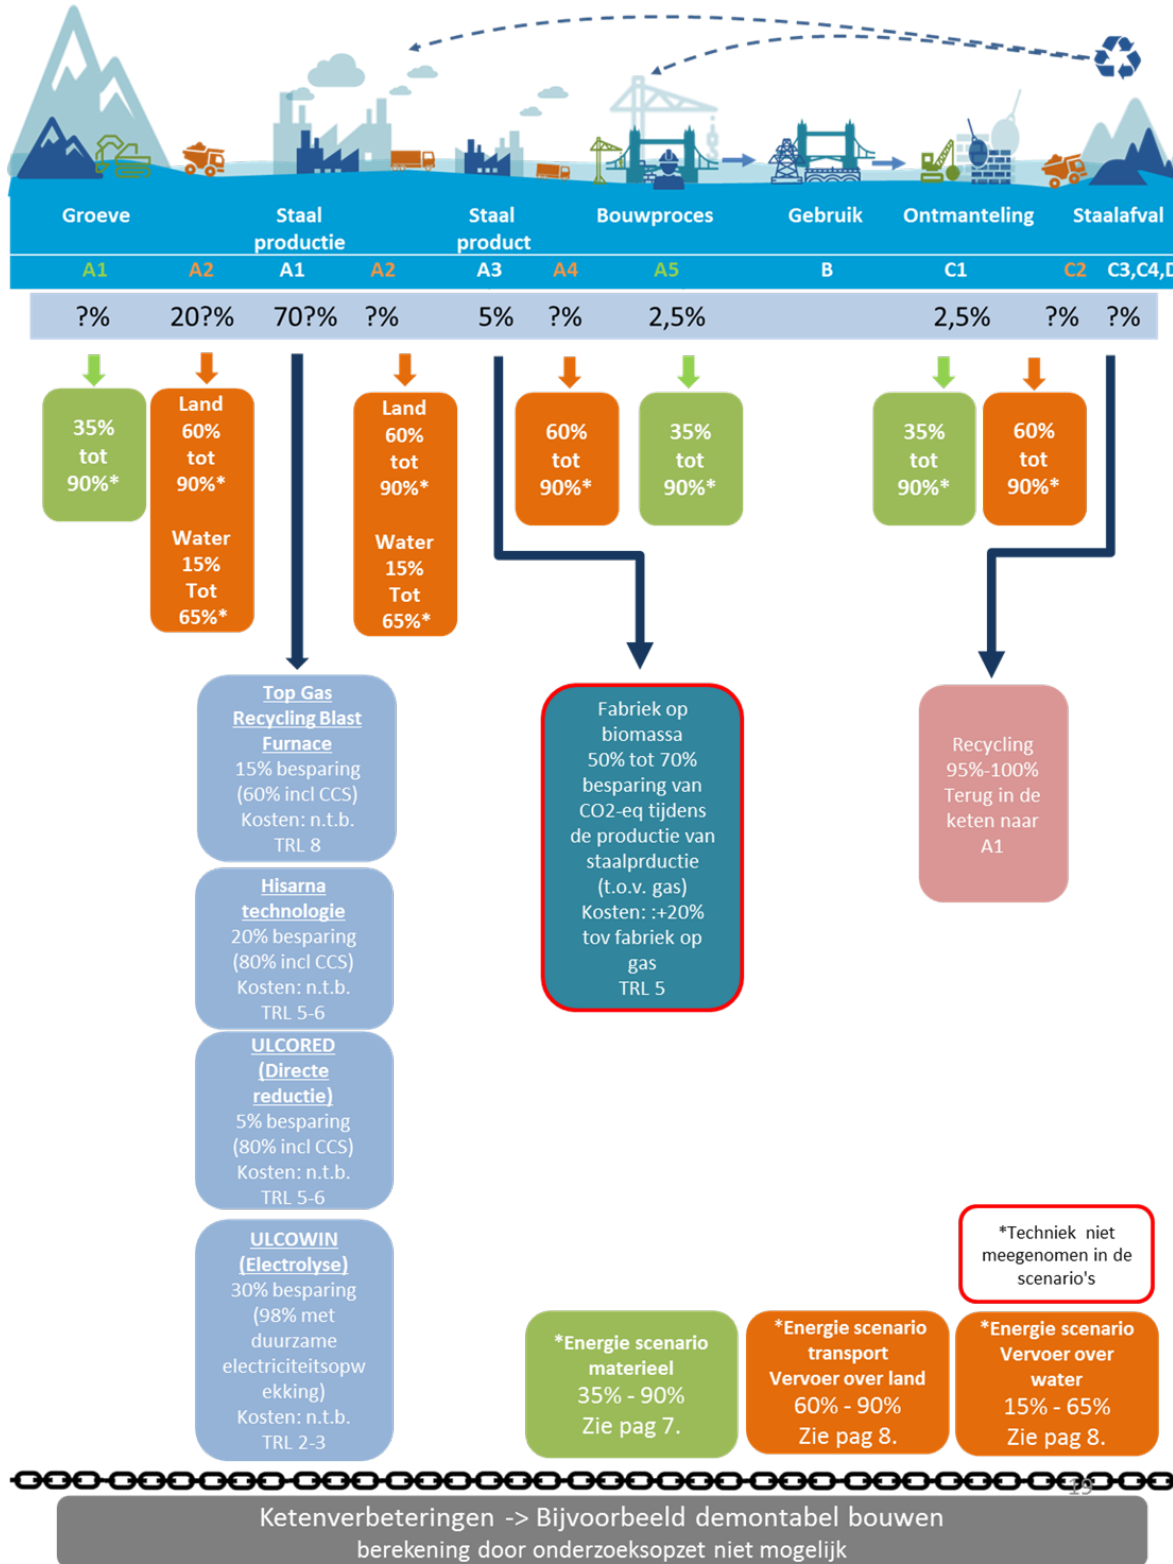 Groeve
Staal
productie
Staal
product
Bouwproces
Gebruik
Ontmanteling
Staalafval
A1 A2 A1 A2 A3 A4 A5 B C1 C2 C3,C4,D
?% 20?% 70?% ?% 5% ?% 2,5% 2,5% ?% ?%
35%
tot
90%*
Land
60%
tot
90%*
Water
15%
Tot
65%*
Land
60%
tot
90%*
Water
15%
Tot
65%*
60%
tot
90%*
35%
tot
90%*
35%
tot
90%*
60%
tot
90%*
Top Gas
Recycling Blast
Furnace
15% besparing
(60% incl CCS)
Kosten: n.t.b.
TRL 8
Hisarna
technologie
20% besparing
(80% incl CCS)
Kosten: n.t.b.
TRL 5-6
ULCORED
(Directe
reductie)
5% besparing
(80% incl CCS)
Kosten: n.t.b.
TRL 5-6
ULCOWIN
(Electrolyse)
30% besparing
(98% met
duurzame
electriciteitsopw
ekking)
Kosten: n.t.b.
TRL 2-3
Fabriek op
biomassa
50% tot 70%
besparing van
CO2-eq tijdens
de productie van
staalprductie
(t.o.v. gas)
Kosten: :+20%
tov fabriek op
gas
TRL 5
Recycling
95%-100%
Terug in de
keten naar
A1
*Techniek niet
meegenomen in de
scenario's
*Energie scenario
materieel
35% - 90%
Zie pag 7.
*Energie scenario
transport
Vervoer over land
60% - 90%
Zie pag 8.
*Energie scenario
Vervoer over
water
15% - 65%
Zie pag 8.
19
Ketenverbeteringen -> Bijvoorbeeld demontabel bouwen
berekening door onderzoeksopzet niet mogelijk